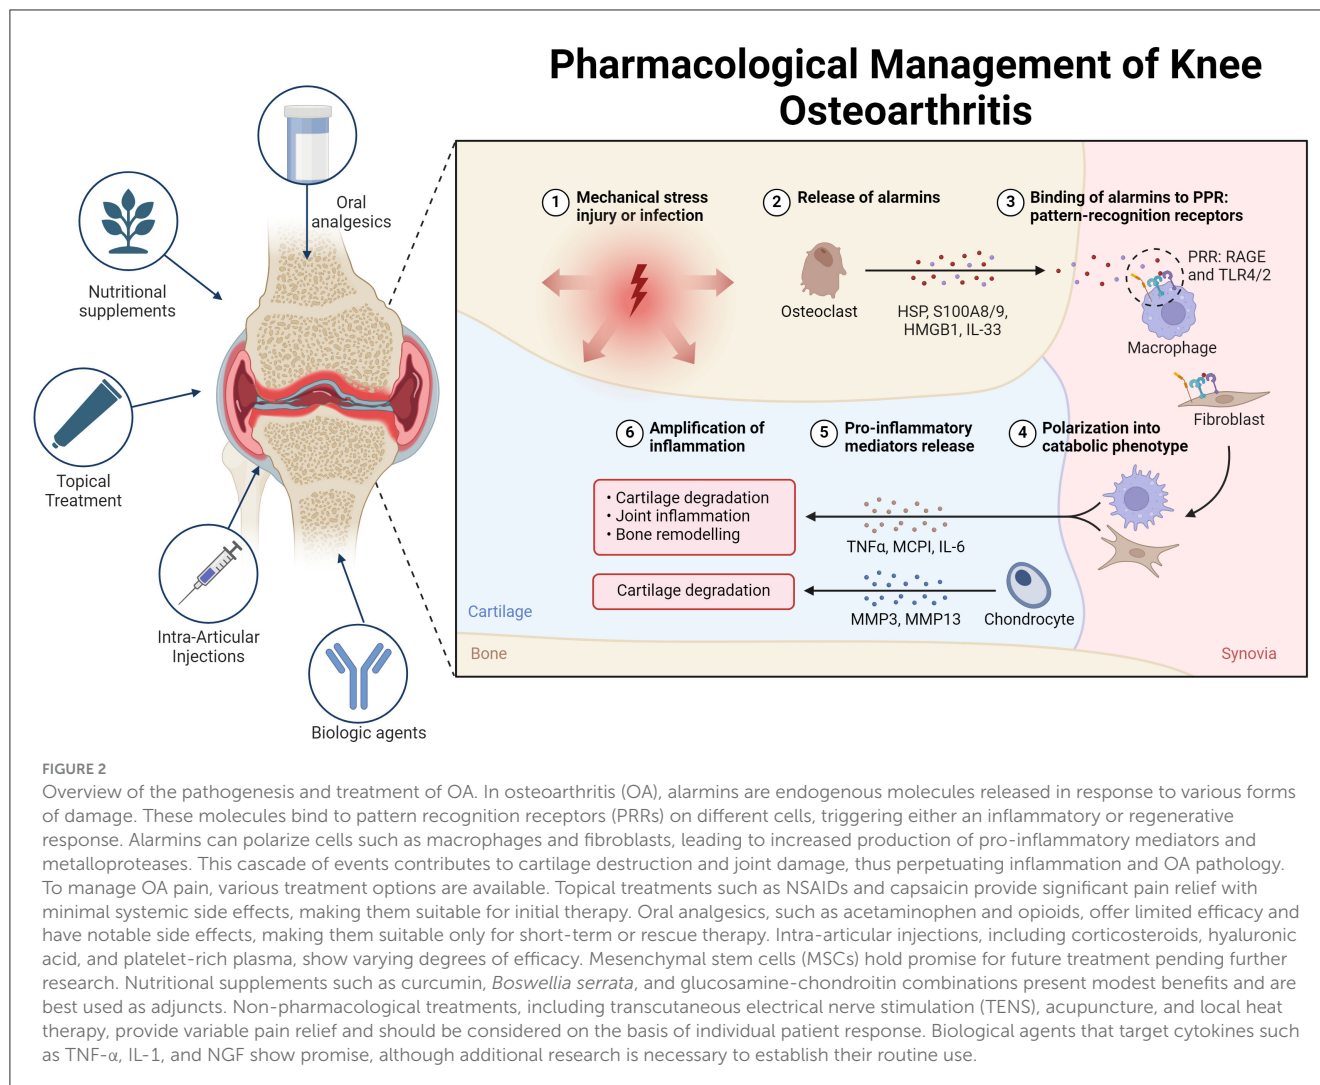 Pharmacological Management of Knee
Osteoarthritis
Oral
analgesics
Nutritional
supplements
Topical
Treatment
Intra-Articular
Injections
Biologic agents
1 Mechanical stress
injury or infection
2 Release of alarmins
Osteoclast
HSP, S100A8/9,
HMGB1, IL-33
3 Binding of alarmins to PPR:
pattern-recognition receptors
PRR: RAGE
and TLR4/2
Macrophage
Fibroblast
4 Polarization into
catabolic phenotype
5 Pro-inflammatory
mediators release
TNFα, MCPI, IL-6
MMP3, MMP13
Chondrocyte
6 Amplification of
inflammation
• Cartilage degradation
• Joint inflammation
• Bone remodelling
Cartilage degradation
Cartilage
Bone
Synovia
FIGURE 2
Overview of the pathogenesis and treatment of OA. In osteoarthritis (OA), alarmins are endogenous molecules released in response to various forms
of damage. These molecules bind to pattern recognition receptors (PRRs) on different cells, triggering either an inflammatory or regenerative
response. Alarmins can polarize cells such as macrophages and fibroblasts, leading to increased production of pro-inflammatory mediators and
metalloproteases. This cascade of events contributes to cartilage destruction and joint damage, thus perpetuating inflammation and OA pathology.
To manage OA pain, various treatment options are available. Topical treatments such as NSAIDs and capsaicin provide significant pain relief with
minimal systemic side effects, making them suitable for initial therapy. Oral analgesics, such as acetaminophen and opioids, offer limited efficacy and
have notable side effects, making them suitable only for short-term or rescue therapy. Intra-articular injections, including corticosteroids, hyaluronic
acid, and platelet-rich plasma, show varying degrees of efficacy. Mesenchymal stem cells (MSCs) hold promise for future treatment pending further
research. Nutritional supplements such as curcumin, Boswellia serrata, and glucosamine-chondroitin combinations present modest benefits and are
best used as adjuncts. Non-pharmacological treatments, including transcutaneous electrical nerve stimulation (TENS), acupuncture, and local heat
therapy, provide variable pain relief and should be considered on the basis of individual patient response. Biological agents that target cytokines such
as TNF-α, IL-1, and NGF show promise, although additional research is necessary to establish their routine use.